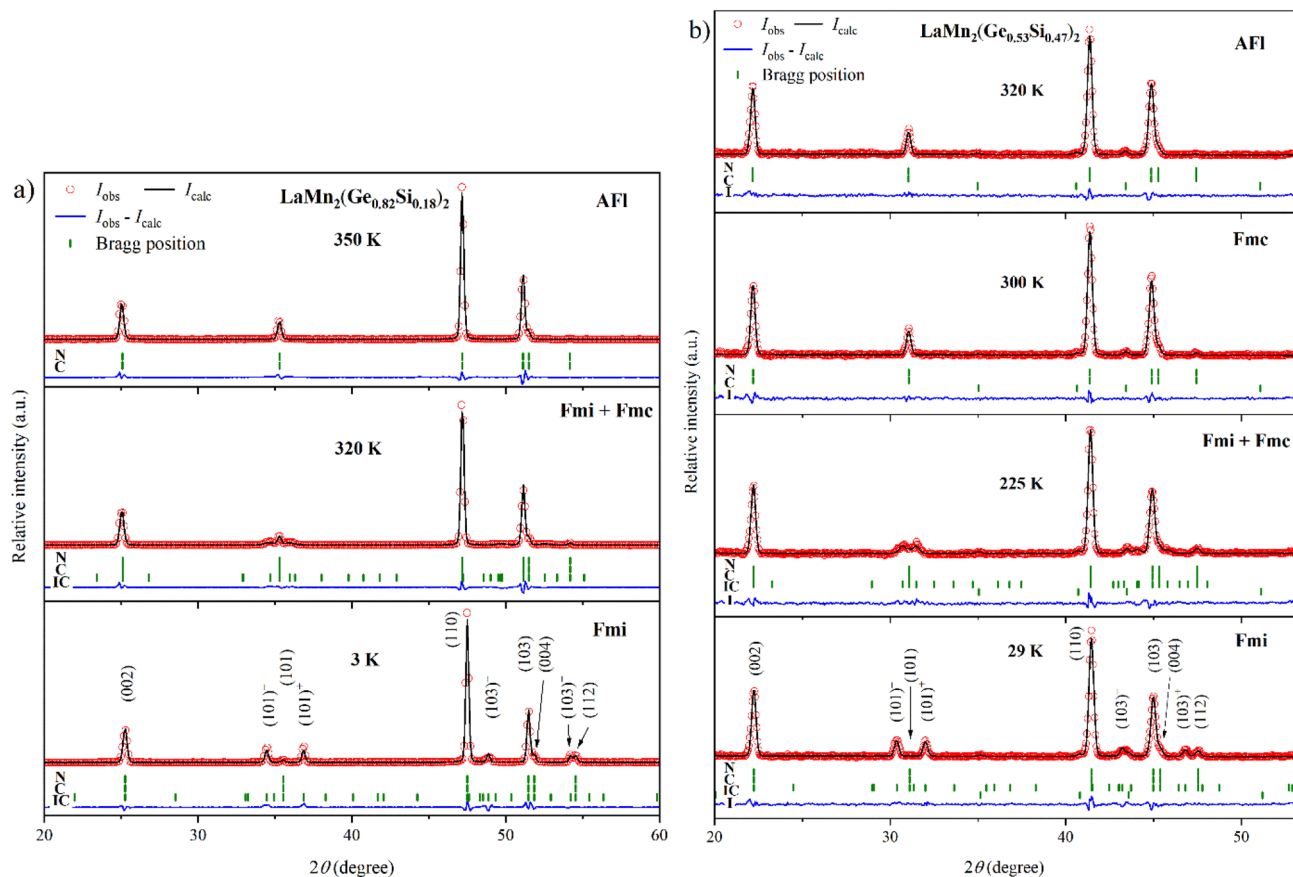 a)
Relative intensity (a.u.)
I_obs I_calc
I_obs - I_calc
Bragg position
LaMn₂(Ge₀.₈₂Si₀.₁₈)₂
AFl
350 K
N
C
Fmi + Fmc
320 K
N
C
IC
Fmi
3 K
(002)
(101)⁻
(101)
(101)⁺
(110)
(103)⁻
(103)
(004)
(103)⁻
(112)
N
C
IC
20 30 40 50 60
2θ (degree)
b)
Relative intensity (a.u.)
I_obs I_calc
I_obs - I_calc
Bragg position
LaMn₂(Ge₀.₅₃Si₀.₄₇)₂
AFl
320 K
N
C
I
Fmc
300 K
N
C
I
Fmi + Fmc
225 K
N
C
IC
I
Fmi
29 K
(002)
(101)⁻
(101)
(101)⁺
(110)
(103)⁻
(103)
(004)
(103)⁺
(112)
N
C
IC
I
20 30 40 50
2θ (degree)